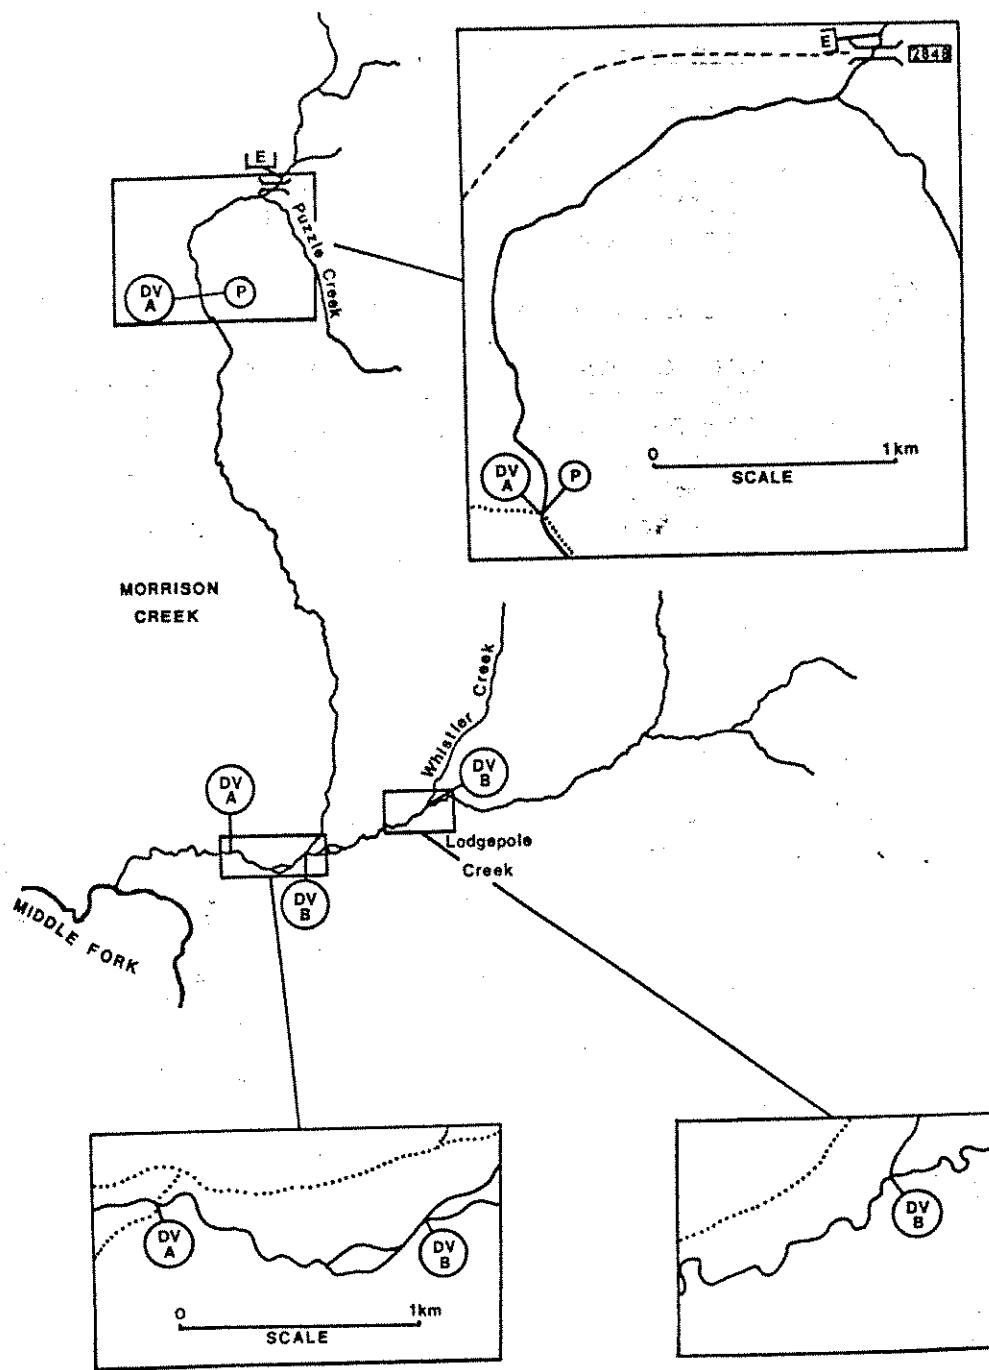 E
2848
E
Puzzle Creek
DV
A
P
0
1km
SCALE
DV
A
P
MORRISON
CREEK
Whistler Creek
DV
B
DV
A
Lodgepole
Creek
DV
B
MIDDLE FORK
DV
A
DV
B
0
1km
SCALE
DV
B